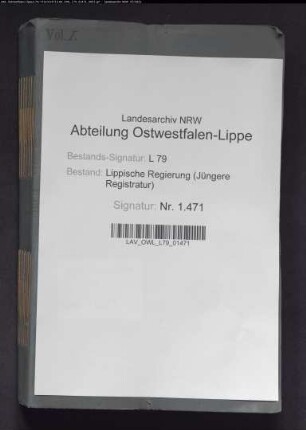 Vol. I.
Landesarchiv NRW
Abteilung Ostwestfalen-Lippe
Bestands-Signatur: L 79
Bestand: Lippische Regierung (Jüngere
Registratur)
Signatur: Nr. 1.471
LAV_OWL_L79_01471